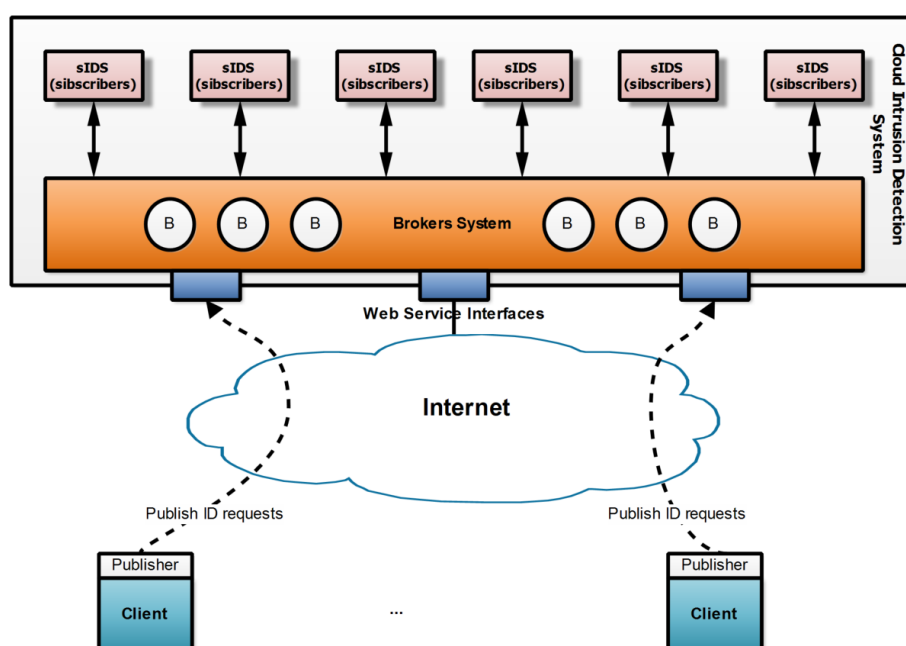 sIDS
(sibscribers)
sIDS
(sibscribers)
sIDS
(sibscribers)
sIDS
(sibscribers)
sIDS
(sibscribers)
sIDS
(sibscribers)
Cloud Intrusion Detection
System
B
B
B
Brokers System
B
B
B
Web Service Interfaces
Internet
Publish ID requests
Publish ID requests
Publisher
Client
...
Publisher
Client